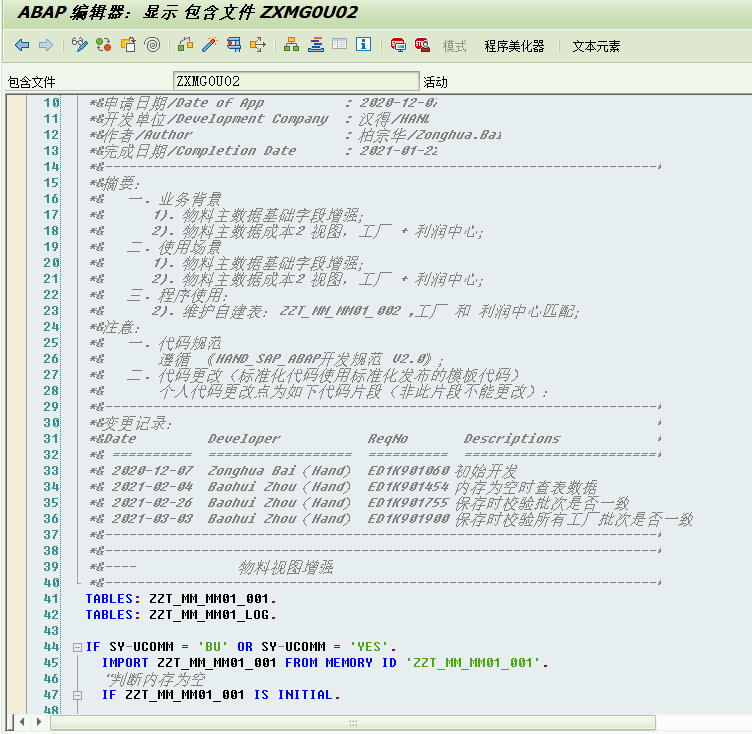 ABAP 编辑器: 显示 包含文件 ZXMG0U02
模式 程序美化器 文本元素
包含文件 ZXMG0U02 活动
10 *&申请日期/Date of App : 2020-12-07
11 *&开发单位/Development Company : 汉得/HAND
12 *&作者/Author : 柏宗华/Zonghua.Bai
13 *&完成日期/Completion Date : 2021-01-22
14 *&---------------------------------------------------------------------*
15 *&摘要:
16 *& 一. 业务背景
17 *& 1). 物料主数据基础字段增强;
18 *& 2). 物料主数据成本2 视图, 工厂 + 利润中心;
19 *& 二. 使用场景
20 *& 1). 物料主数据基础字段增强;
21 *& 2). 物料主数据成本2 视图, 工厂 + 利润中心;
22 *& 三. 程序使用:
23 *& 2). 维护自建表: ZZT_MM_MM01_002 ,工厂 和 利润中心匹配;
24 *&注意:
25 *& 一. 代码规范
26 *& 遵循 《HAND_SAP_ABAP开发规范 V2.0》;
27 *& 二. 代码更改（标准化代码使用标准化发布的模板代码）
28 *& 个人代码更改点为如下代码片段（非此片段不能更改）:
29 *&---------------------------------------------------------------------*
30 *&变更记录: *
31 *&Date Developer ReqNo Descriptions *
32 *& ========== ================== ========== ========================*
33 *& 2020-12-07 Zonghua Bai (Hand) ED1K901060 初始开发
34 *& 2021-02-04 Baohui Zhou (Hand) ED1K901454 内存为空时查表数据
35 *& 2021-02-26 Baohui Zhou (Hand) ED1K901755 保存时校验批次是否一致
36 *& 2021-03-03 Baohui Zhou (Hand) ED1K901900 保存时校验所有工厂批次是否一致
37 *&---------------------------------------------------------------------*
38 *&---------------------------------------------------------------------*
39 *&---- 物料视图增强
40 *&---------------------------------------------------------------------*
41 TABLES: ZZT_MM_MM01_001.
42 TABLES: ZZT_MM_MM01_LOG.
43
44 IF SY-UCOMM = 'BU' OR SY-UCOMM = 'YES'.
45 IMPORT ZZT_MM_MM01_001 FROM MEMORY ID 'ZZT_MM_MM01_001'.
46 "判断内存为空
47 IF ZZT_MM_MM01_001 IS INITIAL.
48